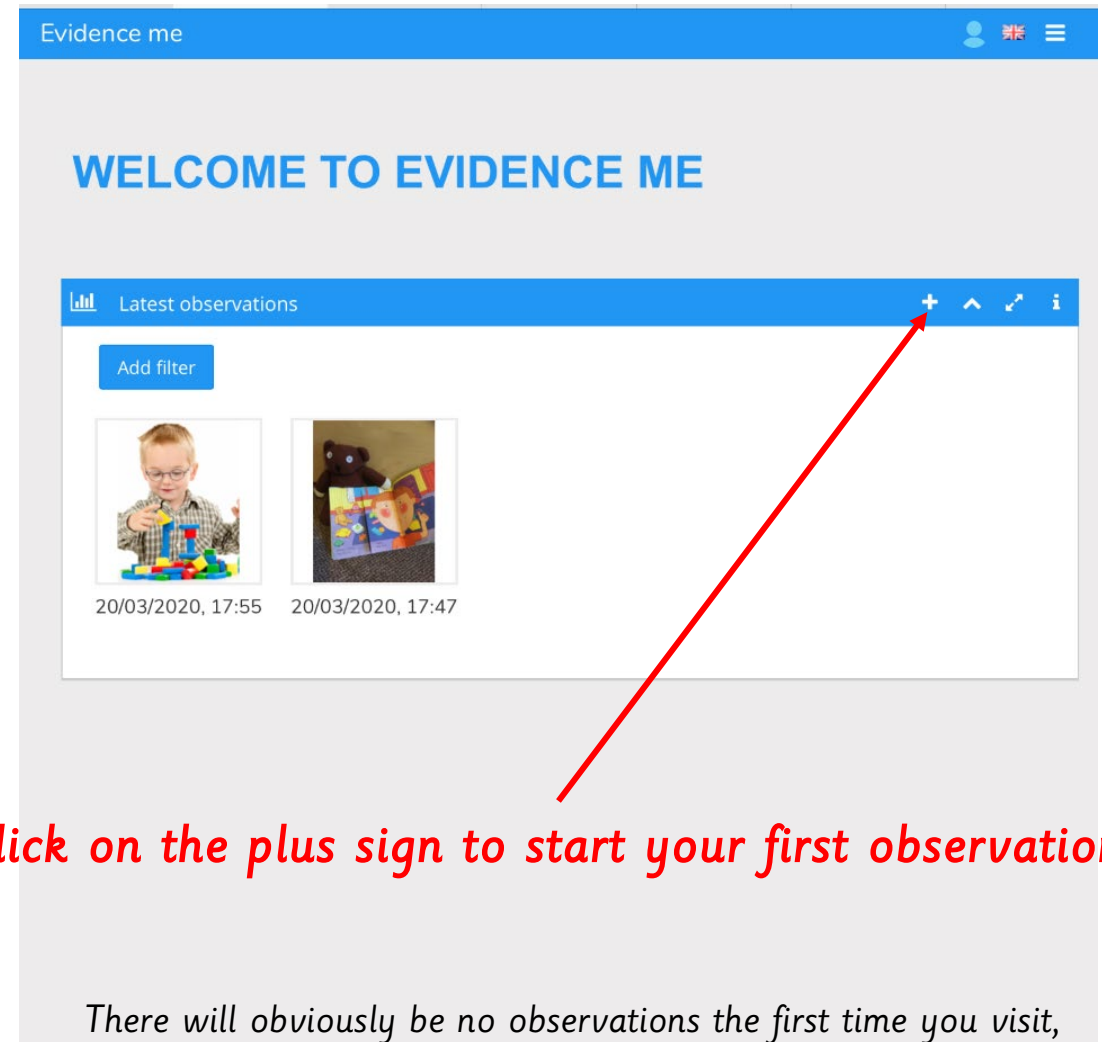 Evidence me
WELCOME TO EVIDENCE ME
Latest observations
Add filter
20/03/2020, 17:55 20/03/2020, 17:47
lick on the plus sign to start your first observation
There will obviously be no observations the first time you visit,